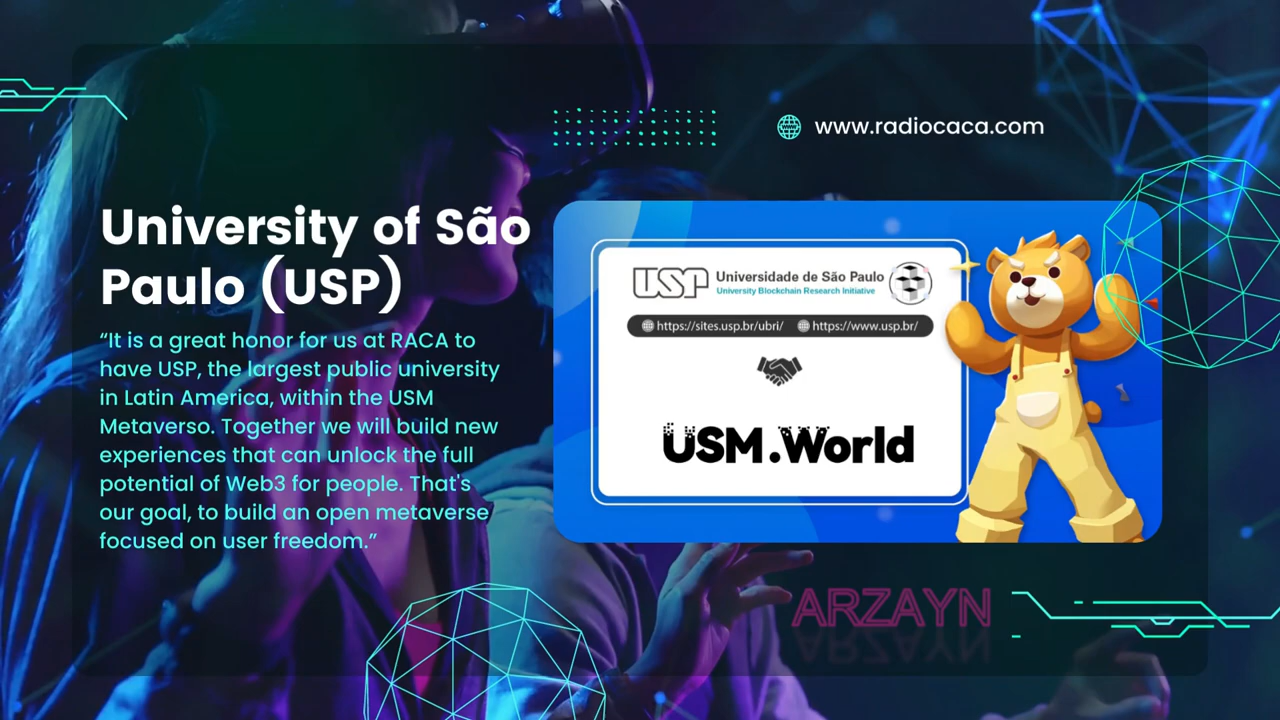 www.radiocaca.com
University of São
Paulo (USP)
“It is a great honor for us at RACA to
have USP, the largest public university
in Latin America, within the USM
Metaverso. Together we will build new
experiences that can unlock the full
potential of Web3 for people. That's
our goal, to build an open metaverse
focused on user freedom.”
USP Universidade de São Paulo
University Blockchain Research Initiative
https://sites.usp.br/ubri/ https://www.usp.br/
USM.World
ARZAYN